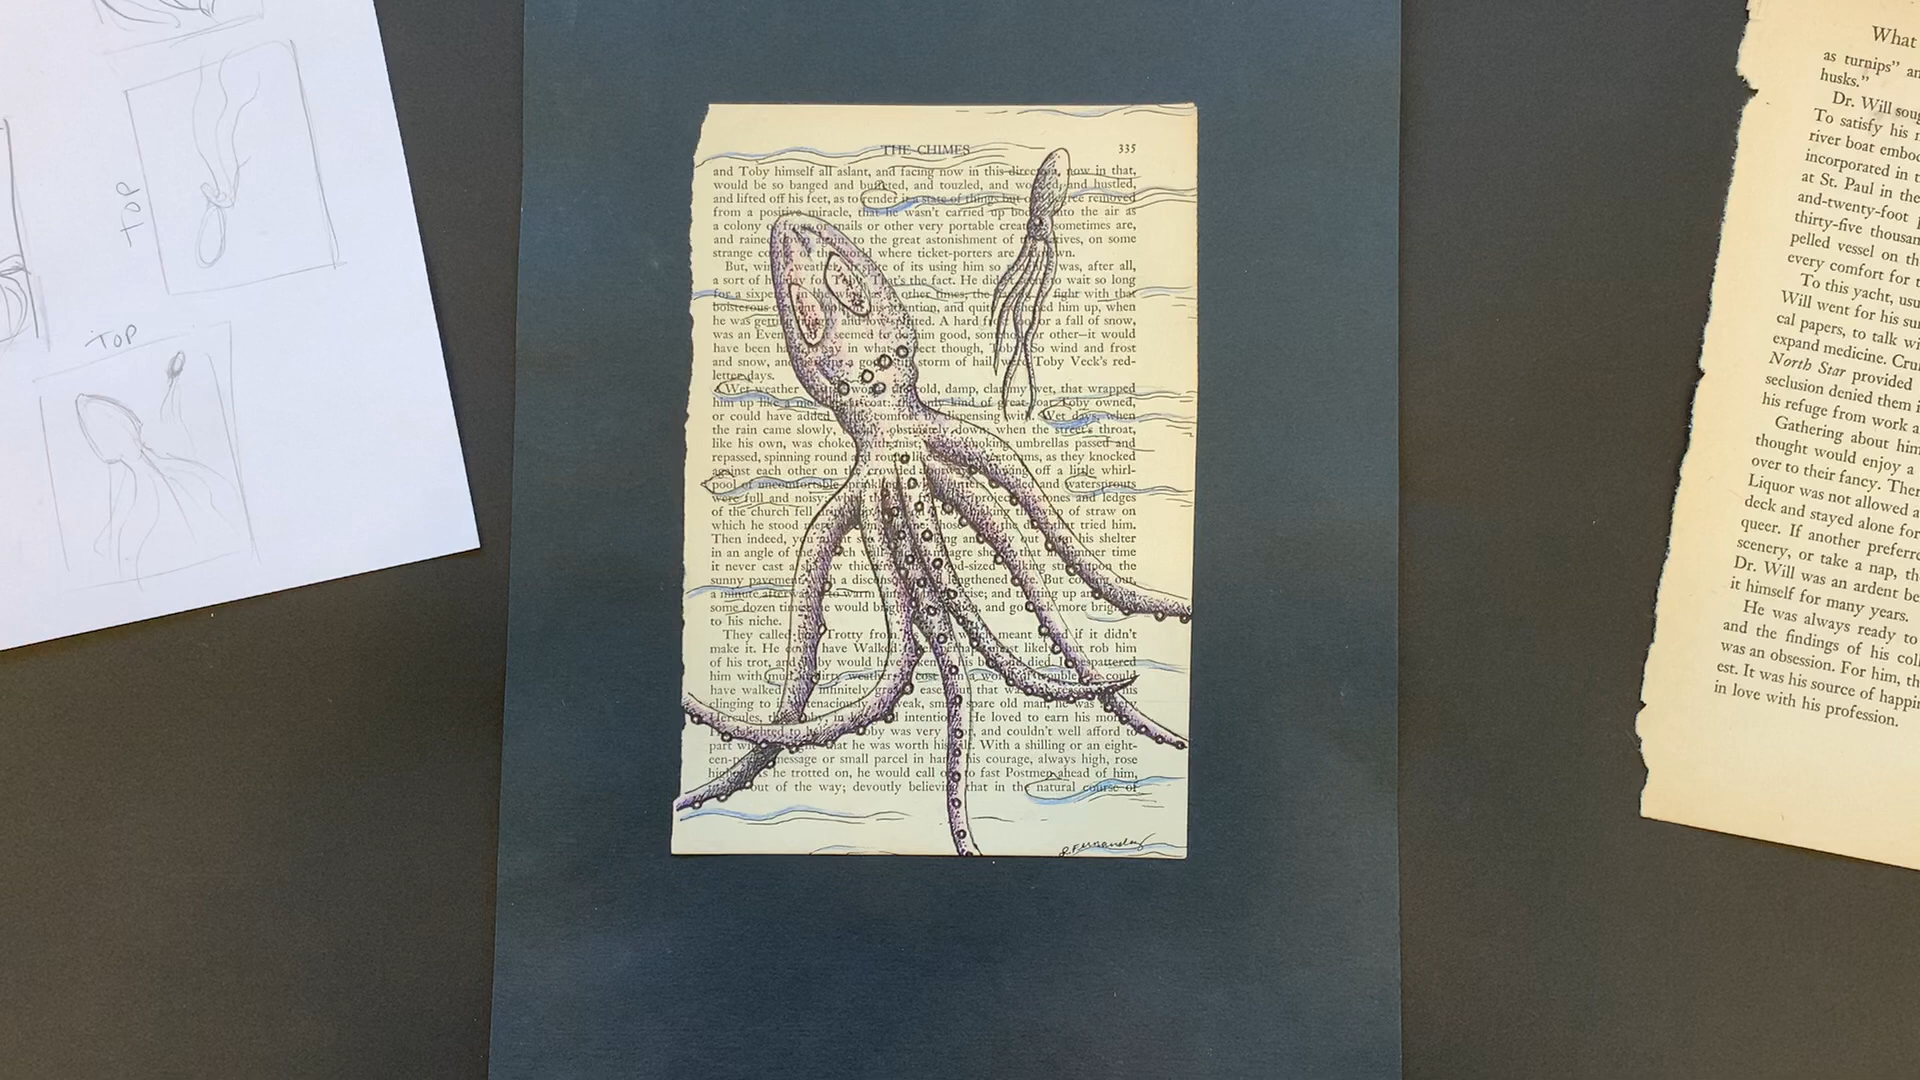 TOP
TOP
THE CHIMES 335
and Toby himself all aslant, and facing now in this direction, now in that,
would be so banged and buffeted, and touzled, and worried, and hustled,
and lifted off his feet, as to render it a state of things but one degree removed
from a positive miracle, that he wasn't carried up bodily into the air as
a colony of frogs or snails or other very portable creatures sometimes are,
and rained down again to the great astonishment of the natives, on some
strange corner of the world where ticket-porters are unknown.
But, windy weather, in spite of its using him so roughly, was, after all,
a sort of holiday for Toby. That's the fact. He didn't seem to wait so long
for a sixpence in the wind, as at other times; the having to fight with that
boisterous element took off his attention, and quite freshened him up, when
he was getting hungry and low-spirited. A hard frost too, or a fall of snow,
was an Event, and it seemed to do him good, somehow or other—it would
have been hard to say in what respect though, Toby! So wind and frost
and snow, and perhaps a good stiff storm of hail, were Toby Veck's red-
letter days.
Wet weather was the worst; the cold, damp, clammy wet, that wrapped
him up like a moist great-coat: the only kind of great-coat Toby owned,
or could have added to his comfort by dispensing with. Wet days, when
the rain came slowly, thickly, obstinately down; when the street's throat,
like his own, was choked with mist; when smoking umbrellas passed and
repassed, spinning round and round like so many teetotums, as they knocked
against each other on the crowded footway, throwing off a little whirl-
pool of uncomfortable sprinklings; when gutters brawled and watersprouts
were full and noisy; when the wet from the projecting stones and ledges
of the church fell drip, drip, drip, on Toby, making the wisp of straw on
which he stood mere mud in no time; those were the days that tried him.
Then indeed, you might see Toby looking anxiously out from his shelter
in an angle of the church wall—such a meagre shelter that in summer time
it never cast a shadow thicker than a good-sized walking stick upon the
sunny pavement—with a disconsolate and lengthened face. But coming out,
a minute afterwards, to warm himself by exercise; and trotting up and down
some dozen times: he would brighten even then, and go back more brightly
to his niche.
They called him Trotty from his pace, which meant speed if it didn't
make it. He could have Walked faster perhaps; most likely; but rob him
of his trot, and Toby would have taken to his bed and died. It bespattered
him with mud in dirty weather; it cost him a world of trouble; he could
have walked with infinitely greater ease; but that was one reason for his
clinging to it so tenaciously. A weak, small, spare old man, he was a very
Hercules, this Toby, in his good intentions. He loved to earn his money.
He delighted to believe—Toby was very poor, and couldn't well afford to
part with a delight—that he was worth his salt. With a shilling or an eight-
een-penny message or small parcel in hand, his courage, always high, rose
higher. As he trotted on, he would call out to fast Postmen ahead of him,
to get out of the way; devoutly believing that in the natural course of
R. Fernandez
What
as turnips" an
husks."
Dr. Will soug
To satisfy his
river boat embod
incorporated in t
at St. Paul in the
and-twenty-foot
thirty-five thousan
pelled vessel on th
every comfort for t
To this yacht, usu
Will went for his su
cal papers, to talk wi
expand medicine. Cru
North Star provided
seclusion denied them i
his refuge from work a
Gathering about him
thought would enjoy a
over to their fancy. Ther
Liquor was not allowed a
deck and stayed alone for
queer. If another preferre
scenery, or take a nap, th
Dr. Will was an ardent be
it himself for many years.
He was always ready to
and the findings of his coll
was an obsession. For him, th
est. It was his source of happi
in love with his profession.